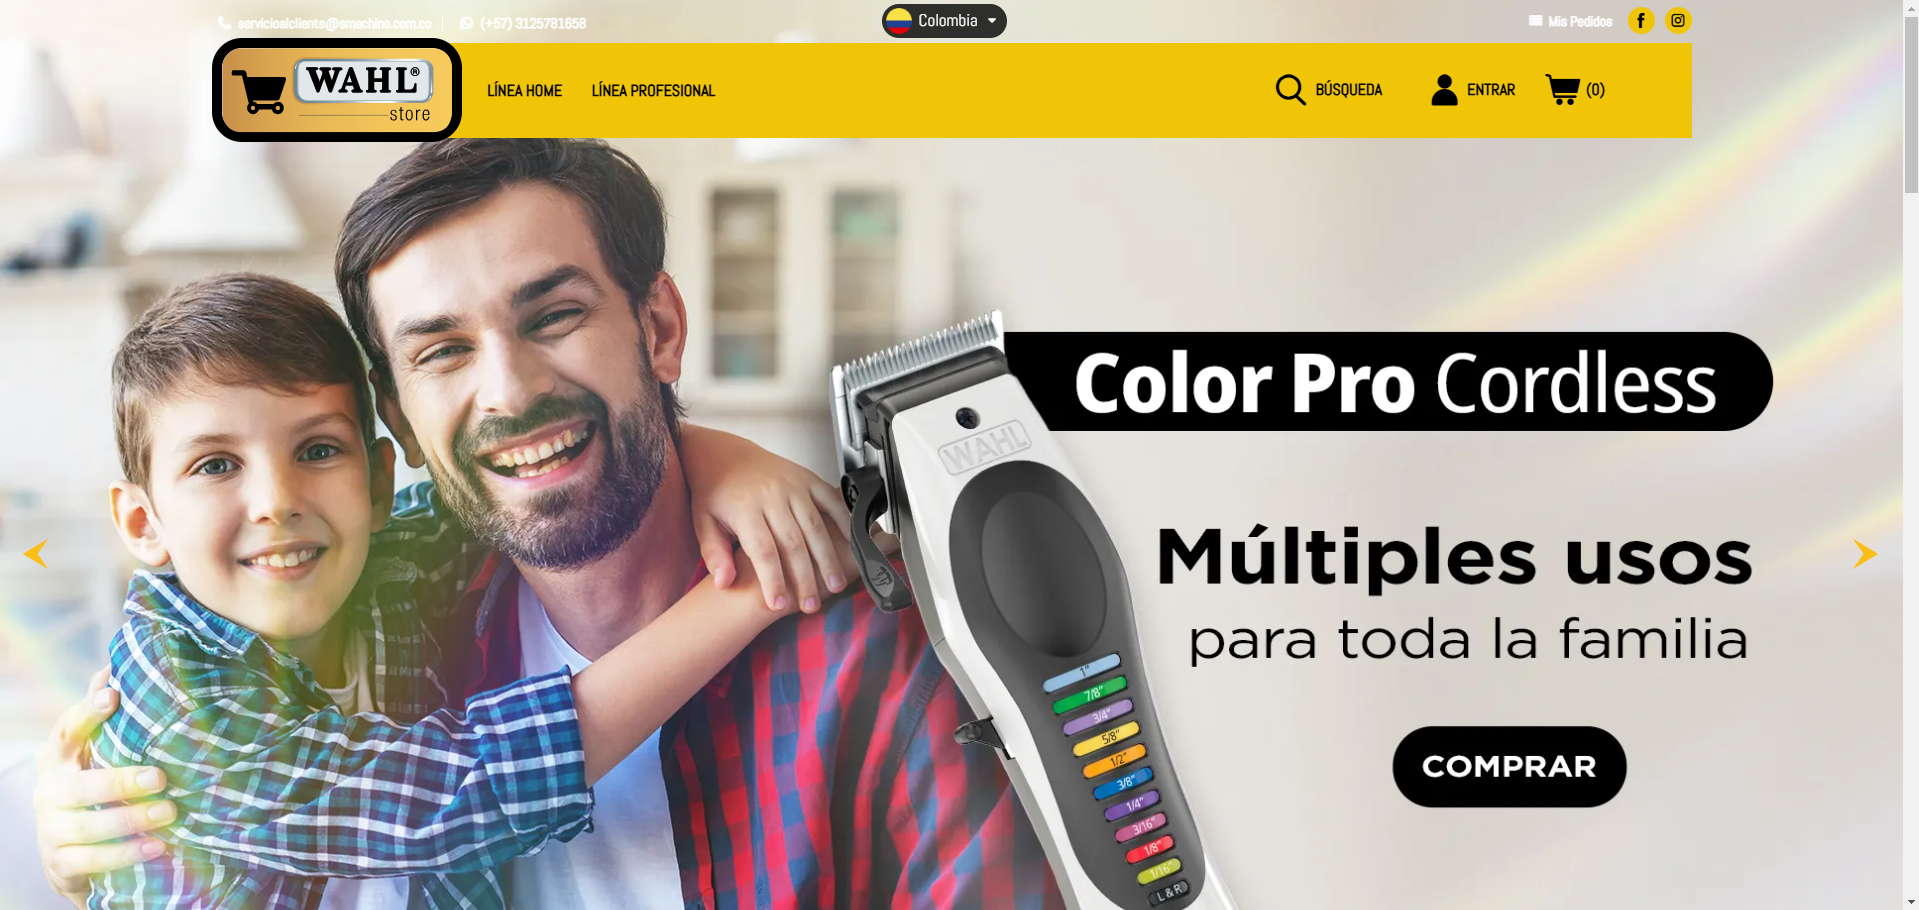 servicioalcliente@smachine.com.co
(+57) 3125781658
Colombia
Mis Pedidos
WAHL®
store
LÍNEA HOME
LÍNEA PROFESIONAL
BÚSQUEDA
ENTRAR
(0)
Color Pro Cordless
WAHL
Múltiples usos
para toda la familia
1"
7/8"
3/4"
5/8"
1/2"
3/8"
1/4"
3/16"
1/8"
1/16"
L & R
COMPRAR